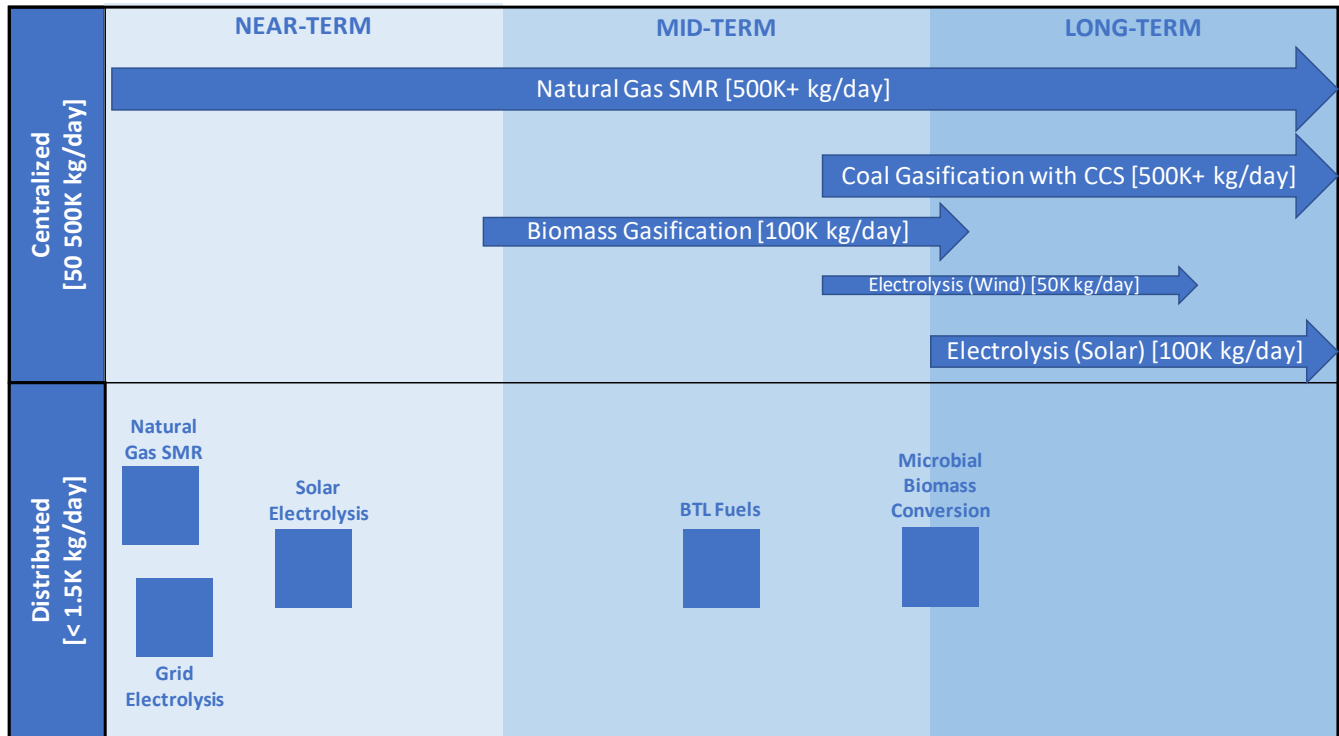 NEAR-TERM
MID-TERM
LONG-TERM
Centralized
[50 500K kg/day]
Natural Gas SMR [500K+ kg/day]
Coal Gasification with CCS [500K+ kg/day]
Biomass Gasification [100K kg/day]
Electrolysis (Wind) [50K kg/day]
Electrolysis (Solar) [100K kg/day]
Distributed
[< 1.5K kg/day]
Natural
Gas SMR
Solar
Electrolysis
BTL Fuels
Microbial
Biomass
Conversion
Grid
Electrolysis